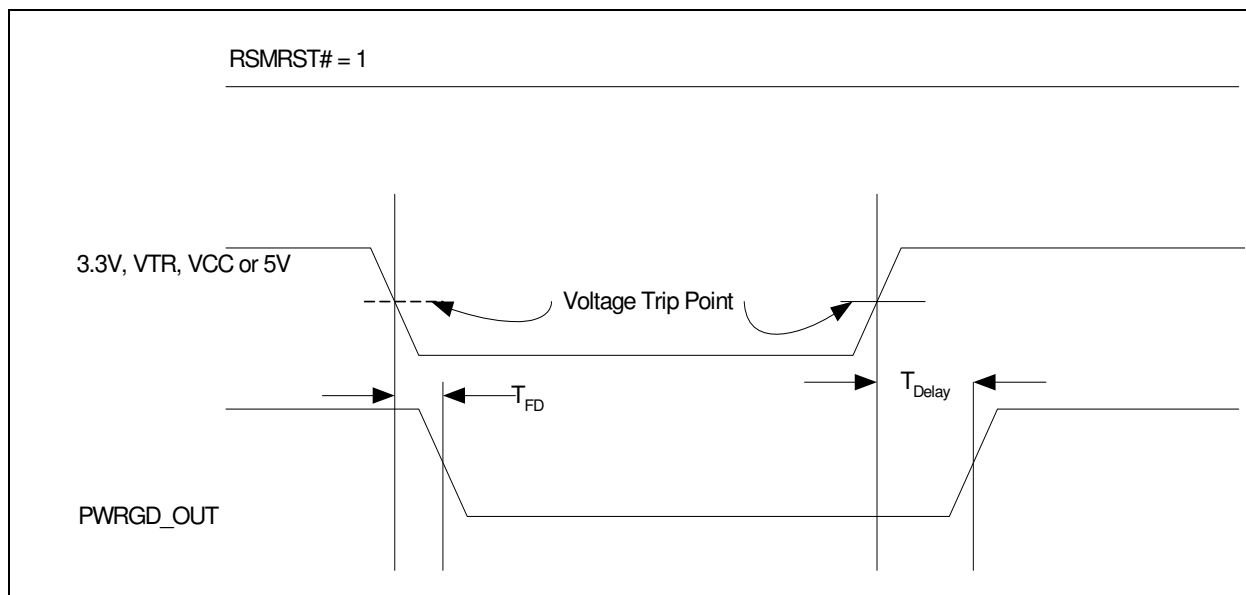 RSMRST# = 1
3.3V, VTR, VCC or 5V
Voltage Trip Point
TFD
TDelay
PWRGD_OUT